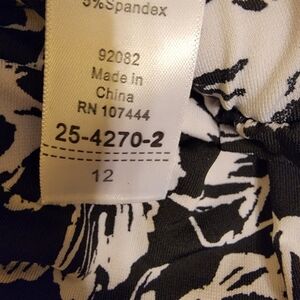 5%Spandex
92082
Made in
China
RN 107444
25-4270-2
12